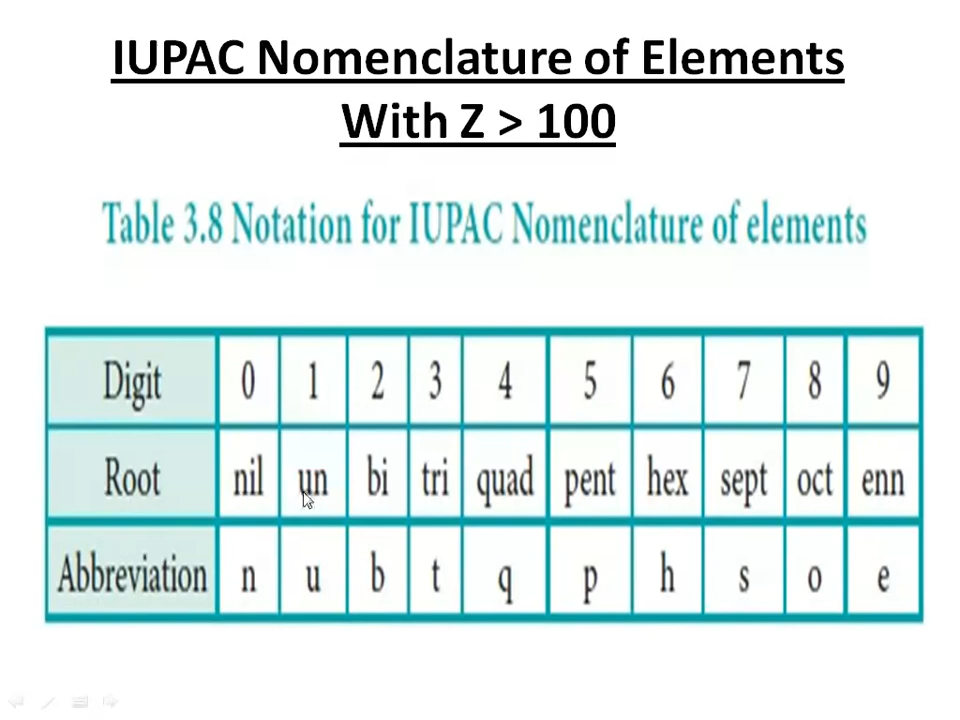 IUPAC Nomenclature of Elements
With Z > 100
Table 3.8 Notation for IUPAC Nomenclature of elements
Digit 0 1 2 3 4 5 6 7 8 9
Root nil un bi tri quad pent hex sept oct enn
Abbreviation n u b t q p h s o e